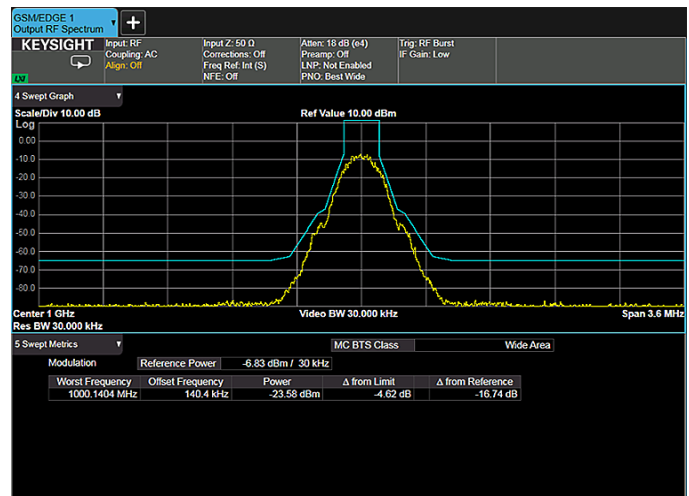 GSM/EDGE 1
Output RF Spectrum
KEYSIGHT
Input: RF
Coupling: AC
Align: Off
Input Z: 50 Ω
Corrections: Off
Freq Ref: Int (S)
NFE: Off
Atten: 18 dB (e4)
Preamp: Off
LNP: Not Enabled
PNO: Best Wide
Trig: RF Burst
IF Gain: Low
4 Swept Graph
Scale/Div 10.00 dB
Ref Value 10.00 dBm
Log
0.00
-10.0
-20.0
-30.0
-40.0
-50.0
-60.0
-70.0
-80.0
Center 1 GHz
Video BW 30.000 kHz
Span 3.6 MHz
Res BW 30.000 kHz
5 Swept Metrics
MC BTS Class Wide Area
Modulation Reference Power -6.83 dBm / 30 kHz
Worst Frequency Offset Frequency Power Δ from Limit Δ from Reference
1000.1404 MHz 140.4 kHz -23.58 dBm -4.62 dB -16.74 dB